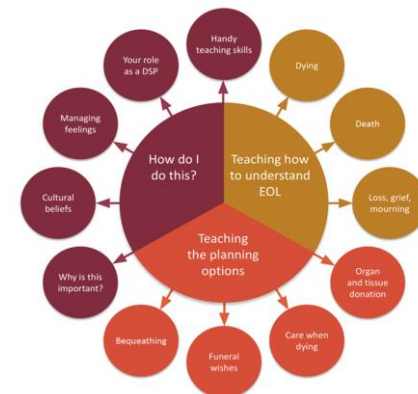 Handy
teaching skills
Your role
as a DSP
Dying
Managing
feelings
Death
How do I
do this?
Teaching how
to understand
EOL
Cultural
beliefs
Loss, grief,
mourning
Teaching
the planning
options
Why is this
important?
Organ
and tissue
donation
Bequeathing
Funeral
wishes
Care when
dying